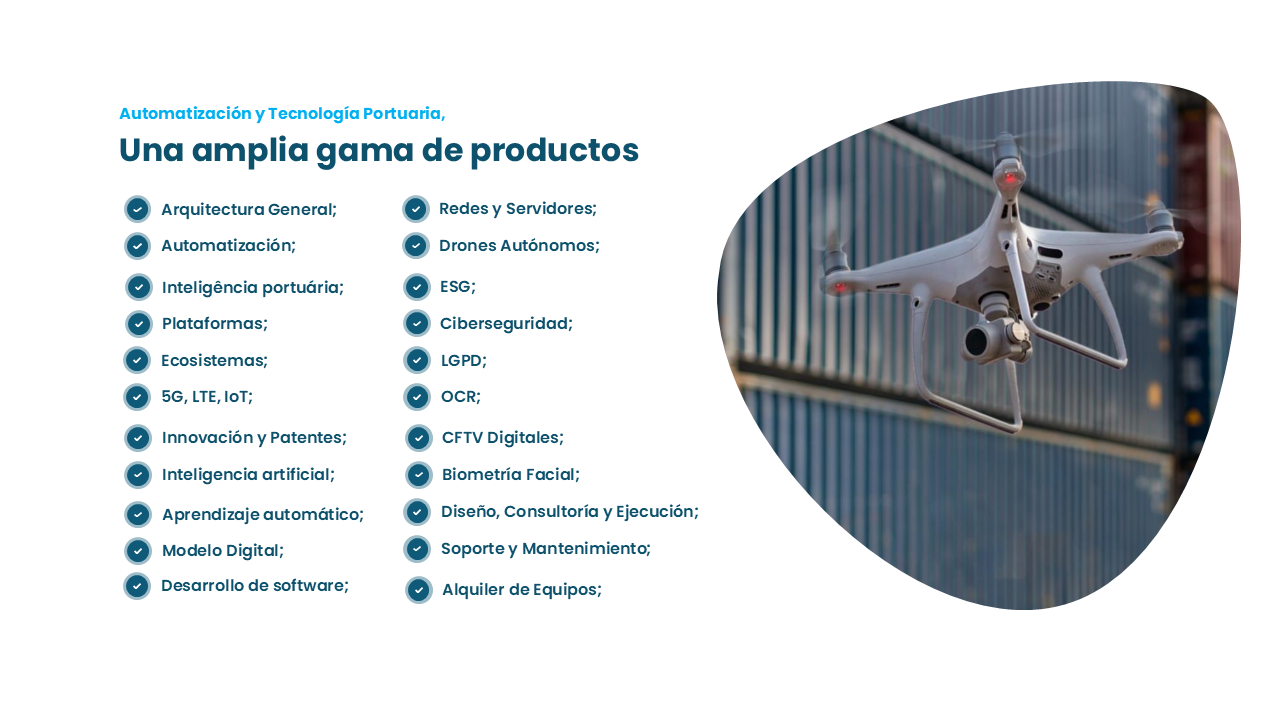 Automatización y Tecnología Portuaria,
Una amplia gama de productos
Arquitectura General;
Automatización;
Inteligência portuária;
Plataformas;
Ecosistemas;
5G, LTE, IoT;
Innovación y Patentes;
Inteligencia artificial;
Aprendizaje automático;
Modelo Digital;
Desarrollo de software;
Redes y Servidores;
Drones Autónomos;
ESG;
Ciberseguridad;
LGPD;
OCR;
CFTV Digitales;
Biometría Facial;
Diseño, Consultoría y Ejecución;
Soporte y Mantenimiento;
Alquiler de Equipos;